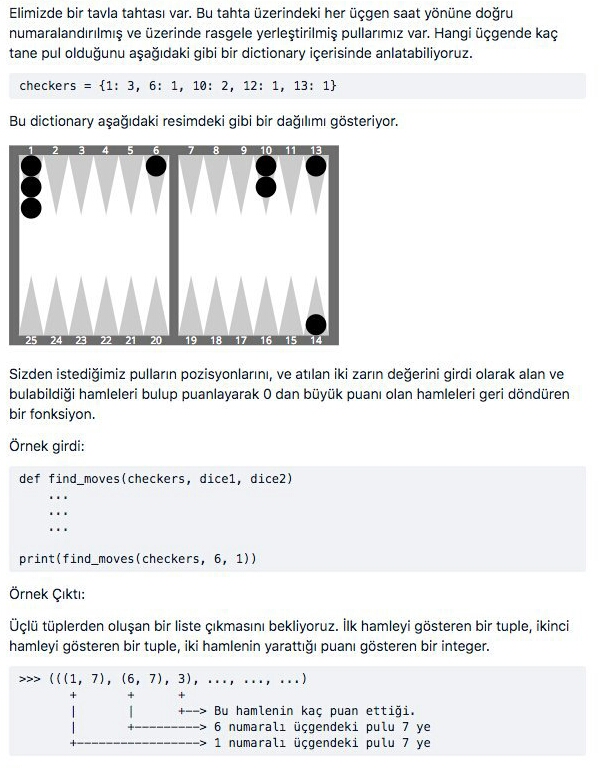 Elimizde bir tavla tahtası var. Bu tahta üzerindeki her üçgen saat yönüne doğru
numaralandırılmış ve üzerinde rasgele yerleştirilmiş pullarımız var. Hangi üçgende kaç
tane pul olduğunu aşağıdaki gibi bir dictionary içerisinde anlatabiliyoruz.
checkers = {1: 3, 6: 1, 10: 2, 12: 1, 13: 1}
Bu dictionary aşağıdaki resimdeki gibi bir dağılımı gösteriyor.
1 2 3 4 5 6 7 8 9 10 11 13
25 24 23 22 21 20 19 18 17 16 15 14
Sizden istediğimiz pulların pozisyonlarını, ve atılan iki zarın değerini girdi olarak alan ve
bulabildiği hamleleri bulup puanlayarak 0 dan büyük puanı olan hamleleri geri döndüren
bir fonksiyon.
Örnek girdi:
def find_moves(checkers, dice1, dice2)
...
...
...
print(find_moves(checkers, 6, 1))
Örnek Çıktı:
Üçlü tüplerden oluşan bir liste çıkmasını bekliyoruz. İlk hamleyi gösteren bir tuple, ikinci
hamleyi gösteren bir tuple, iki hamlenin yarattığı puanı gösteren bir integer.
>>> (((1, 7), (6, 7), 3), ..., ..., ...)
+ + +
| | +--> Bu hamlenin kaç puan ettiği.
| +---------> 6 numaralı üçgendeki pulu 7 ye
+-----------------> 1 numaralı üçgendeki pulu 7 ye